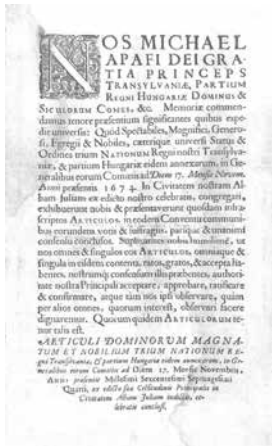 NOS MICHAEL
APAFI DEI GRA-
TIA PRINCEPS
TRANSYLVANIÆ, PARTIUM
REGNI HUNGARIÆ DOMINUS &
SICULORUM COMES, &c. Memoriæ commen-
damus tenore præsentium significantes quibus expe-
dit universis: Quod Spectabiles, Magnifici, Genero-
si, Egregii & Nobiles, cæterique universi Status &
Ordines trium NATIONUM Regni nostri Transylva-
niæ, & partium Hungariæ eidem annexarum, in Ge-
neralibus eorum Comitiis ad Diem 17. Mensis Novem.
Anni præsentis 1674. In Civitatem nostram Al-
bam Juliam ex edicto nostro celebratis, congregati,
exhibuerunt nobis & præsentaverunt quosdam infra-
scriptos ARTICULOS, in eodem Conventu communi-
bus eorundem votis & suffragiis, parique & unanimi
consensu conclusos. Supplicantes nobis humillimè, ut
nos omnes & singulos eos ARTICULOS, omniaque &
singula in eisdem contenta, ratos, gratos, & accepta ha-
bentes, nostrumque consensum illis præbentes, authori-
tate nostra Principali acceptare, approbare, ratificare
& confirmare, atque tam nos ipsi observare, quàm
per alios omnes, quorum interest, observari facere
dignaremur. Quorum quidem ARTICULORUM te-
nor talis est.
ARTICULI DOMINORUM MAGNA-
TUM ET NOBILIUM TRIUM NATIONUM RE-
gni Transylvaniæ, & partium Hungariæ eidem annexarum, in Ge-
neralibus eorum Comitiis ad Diem 17. Mensis Novembris,
ANNI præsentis Millesimi Sexcentesimi Septuagesimi
Quarti, ex edicto suæ Celsitudinis Principalis in
Civitatem Albam Juliam indictis, ce-
lebratis conclusi.